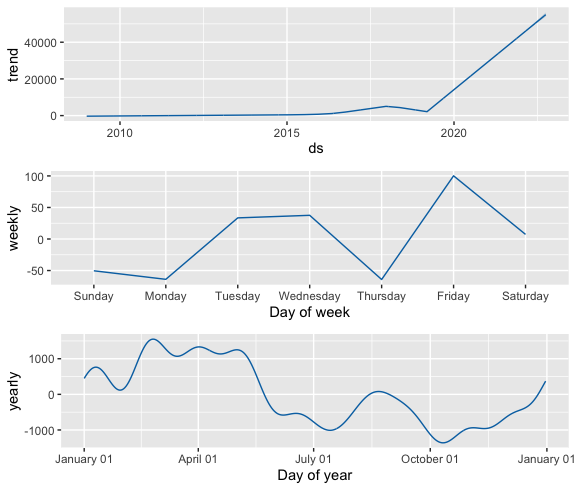 trend
40000
20000
0
2010 2015 2020
ds
weekly
100
50
0
-50
Sunday Monday Tuesday Wednesday Thursday Friday Saturday
Day of week
yearly
1000
0
-1000
January 01 April 01 July 01 October 01 January 01
Day of year